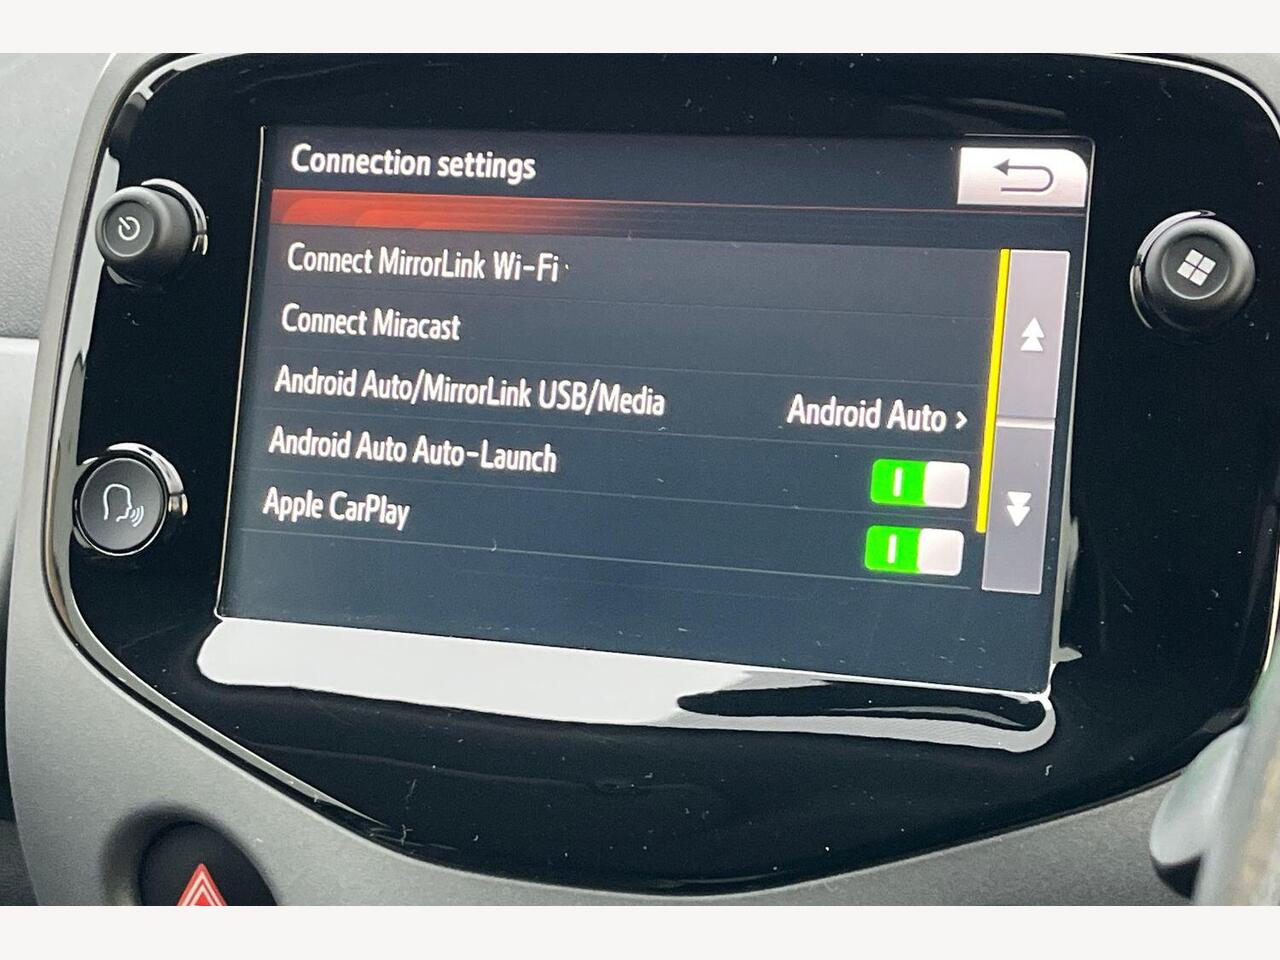 Connection settings
Connect MirrorLink Wi-Fi
Connect Miracast
Android Auto/MirrorLink USB/Media Android Auto >
Android Auto Auto-Launch
Apple CarPlay